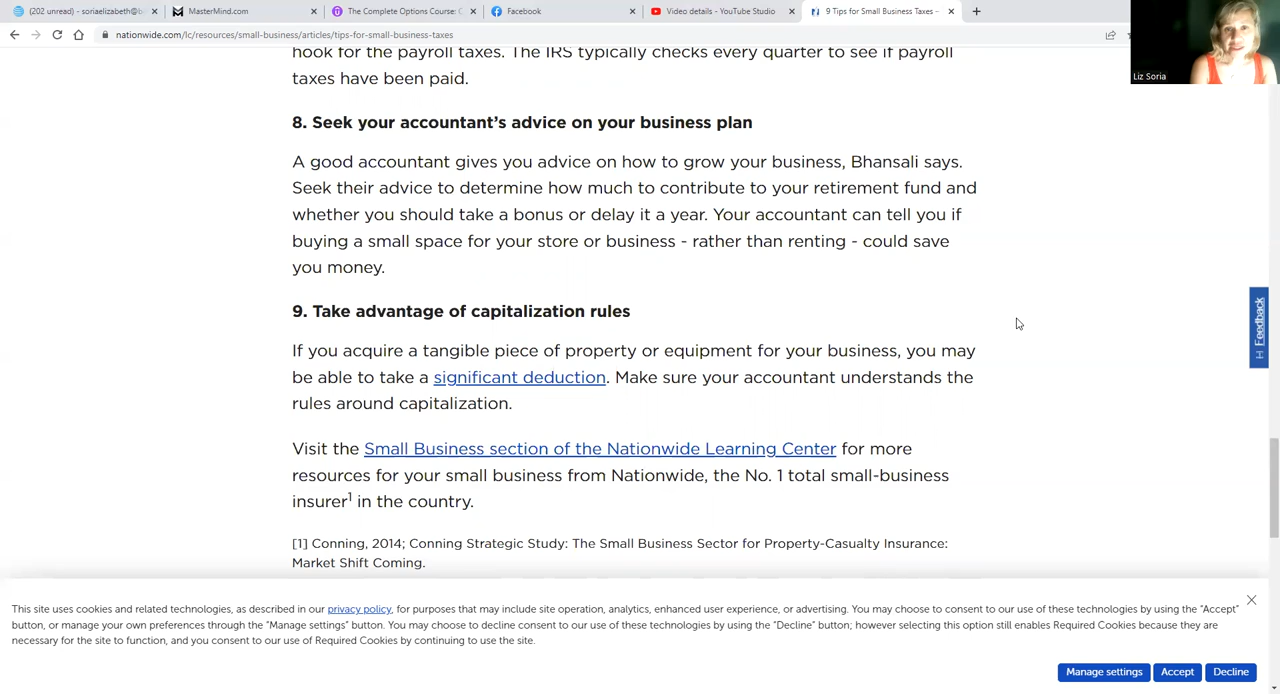 (202 unread) - soriaelizabeth@b
MasterMind.com
The Complete Options Course: C
Facebook
Video details - YouTube Studio
9 Tips for Small Business Taxes -
nationwide.com/lc/resources/small-business/articles/tips-for-small-business-taxes
Liz Soria
hook for the payroll taxes. The IRS typically checks every quarter to see if payroll
taxes have been paid.
8. Seek your accountant’s advice on your business plan
A good accountant gives you advice on how to grow your business, Bhansali says.
Seek their advice to determine how much to contribute to your retirement fund and
whether you should take a bonus or delay it a year. Your accountant can tell you if
buying a small space for your store or business - rather than renting - could save
you money.
9. Take advantage of capitalization rules
If you acquire a tangible piece of property or equipment for your business, you may
be able to take a significant deduction. Make sure your accountant understands the
rules around capitalization.
Visit the Small Business section of the Nationwide Learning Center for more
resources for your small business from Nationwide, the No. 1 total small-business
insurer1 in the country.
[1] Conning, 2014; Conning Strategic Study: The Small Business Sector for Property-Casualty Insurance:
Market Shift Coming.
Feedback
This site uses cookies and related technologies, as described in our privacy policy, for purposes that may include site operation, analytics, enhanced user experience, or advertising. You may choose to consent to our use of these technologies by using the "Accept"
button, or manage your own preferences through the "Manage settings" button. You may choose to decline consent to our use of these technologies by using the "Decline" button; however selecting this option still enables Required Cookies because they are
necessary for the site to function, and you consent to our use of Required Cookies by continuing to use the site.
Manage settings
Accept
Decline